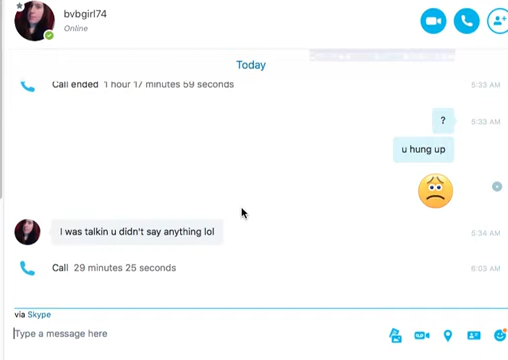 bvbgirl74
Online
Today
Call ended 1 hour 17 minutes 59 seconds
5:33 AM
?
5:33 AM
u hung up
I was talkin u didn't say anything lol
5:34 AM
Call 29 minutes 25 seconds
6:03 AM
via Skype
Type a message here